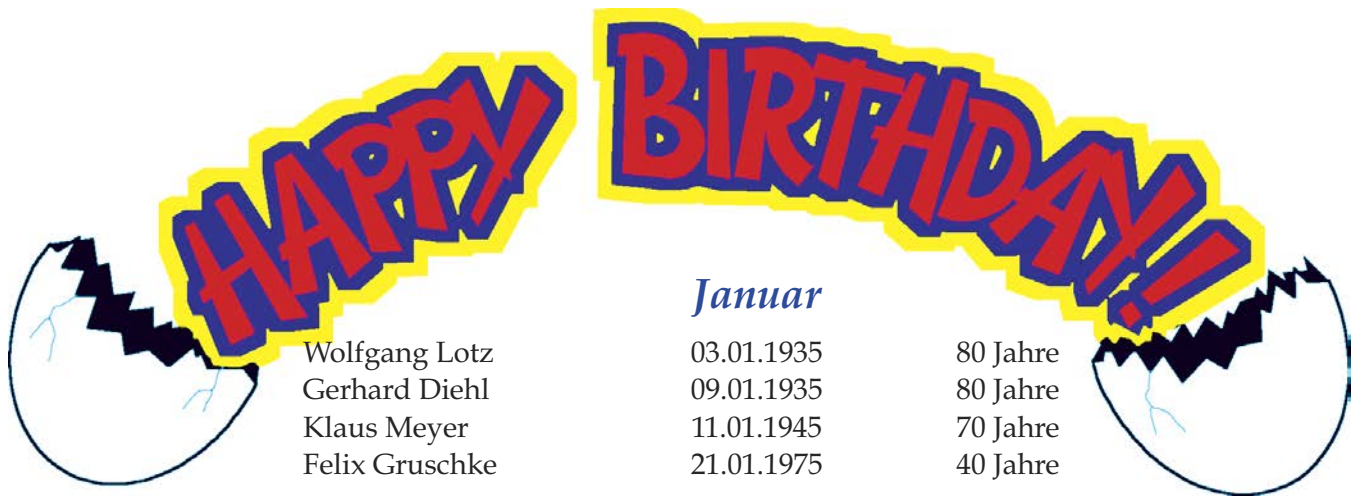 HAPPY BIRTHDAY!
Januar
Wolfgang Lotz 03.01.1935 80 Jahre
Gerhard Diehl 09.01.1935 80 Jahre
Klaus Meyer 11.01.1945 70 Jahre
Felix Gruschke 21.01.1975 40 Jahre